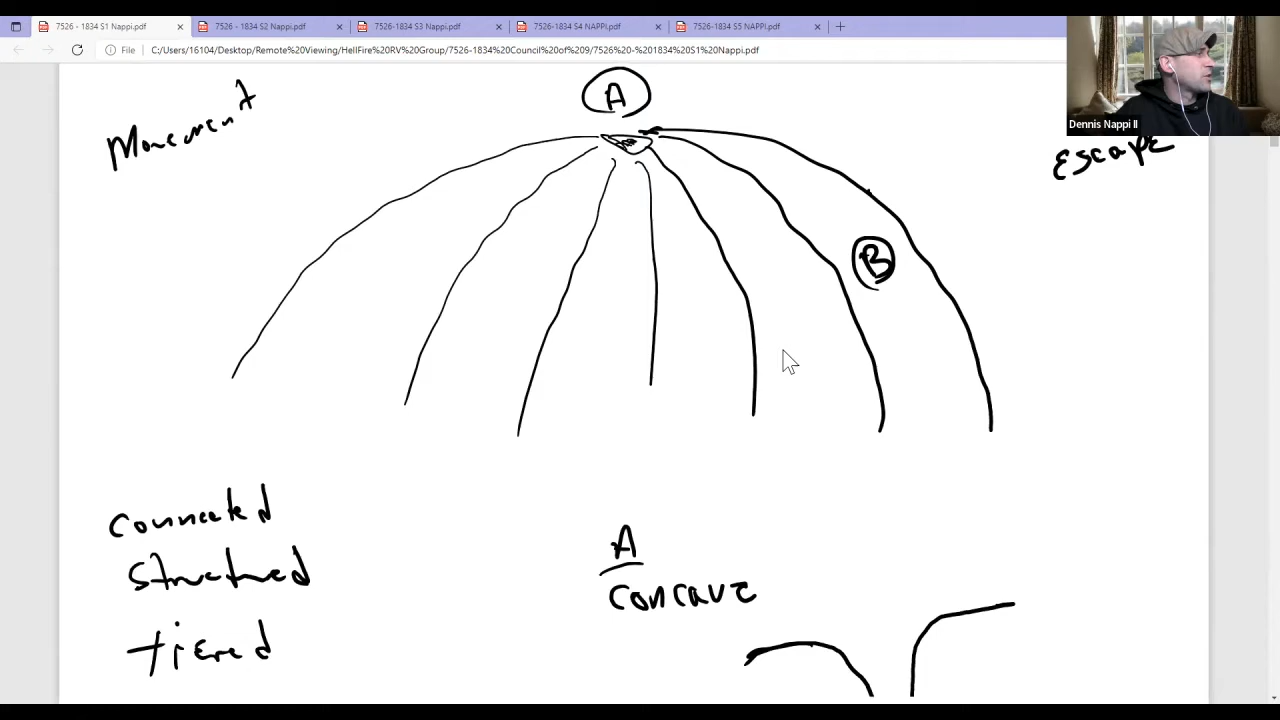 7526 - 1834 S1 Nappi.pdf
7526 - 1834 S2 Nappi.pdf
7526-1834 S3 Nappi.pdf
7526-1834 S4 NAPPI.pdf
7526-1834 S5 NAPPI.pdf
File
C:/Users/16104/Desktop/Remote%20Viewing/HellFire%20RV%20Group/7526-1834%20Council%20of%209/7526%20-%201834%20S1%20Nappi.pdf
Dennis Nappi II
A
Movement
Escape
B
Connected
Structured
tiered
A
Concave